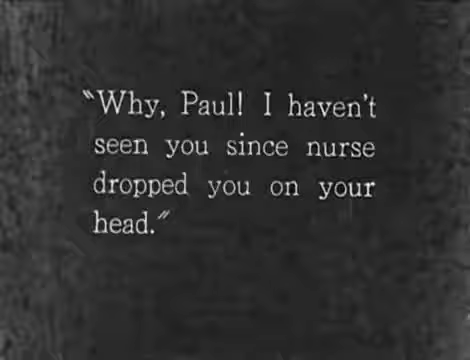 "Why, Paul! I haven't
seen you since nurse
dropped you on your
head."